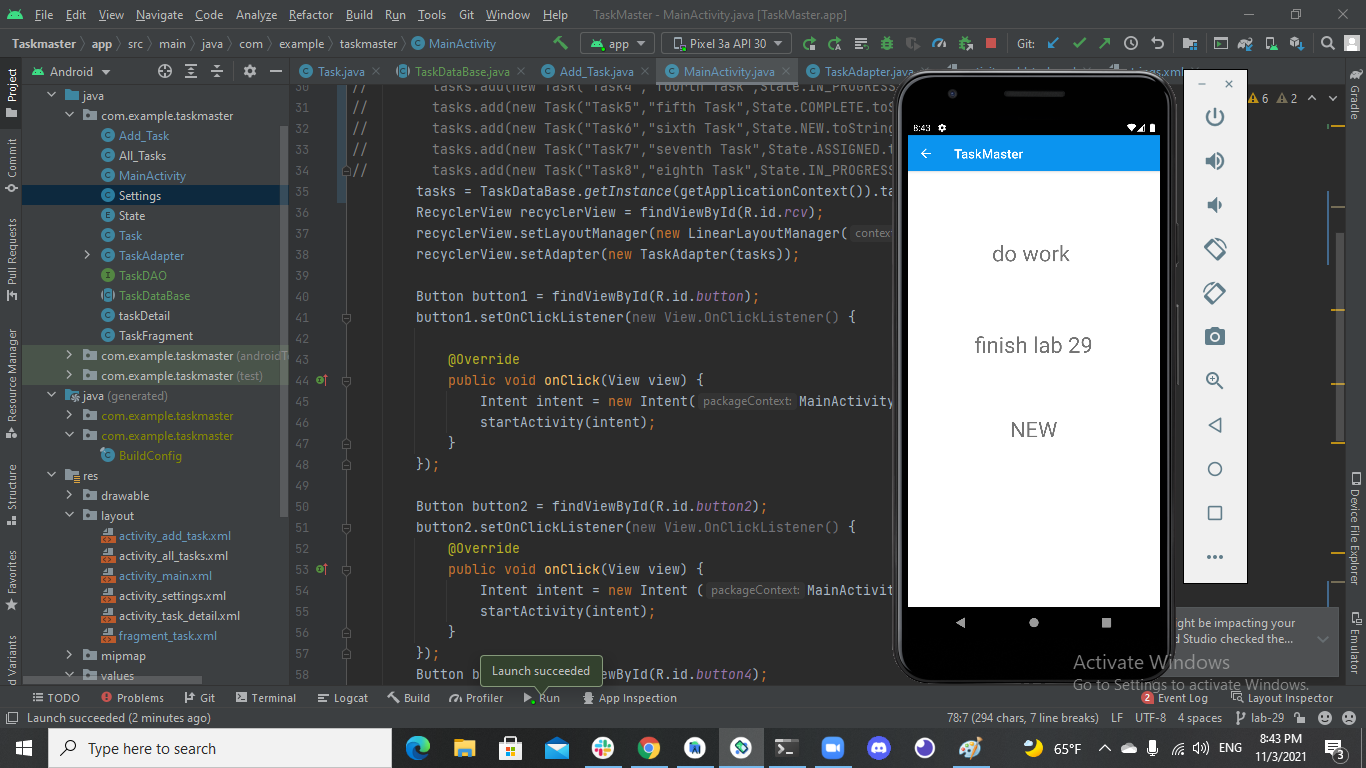 File Edit View Navigate Code Analyze Refactor Build Run Tools Git Window Help TaskMaster - MainActivity.java [TaskMaster.app]
Taskmaster app src main java com example taskmaster MainActivity app Pixel 3a API 30 Git:
Project
Commit
Pull Requests
Resource Manager
Structure
Favorites
d Variants
Android
java
com.example.taskmaster
Add_Task
All_Tasks
MainActivity
Settings
State
Task
TaskAdapter
TaskDAO
TaskDataBase
taskDetail
TaskFragment
com.example.taskmaster (androidTe
com.example.taskmaster (test)
java (generated)
com.example.taskmaster
com.example.taskmaster
BuildConfig
res
drawable
layout
activity_add_task.xml
activity_all_tasks.xml
activity_main.xml
activity_settings.xml
activity_task_detail.xml
fragment_task.xml
mipmap
values
Task.java TaskDataBase.java Add_Task.java MainActivity.java TaskAdapter.java
6 2
30 // tasks.add(new Task("Task4","fourth Task",State.IN_PROGRESS
31 // tasks.add(new Task("Task5","fifth Task",State.COMPLETE.toS
32 // tasks.add(new Task("Task6","sixth Task",State.NEW.toString
33 // tasks.add(new Task("Task7","seventh Task",State.ASSIGNED.t
34 // tasks.add(new Task("Task8","eighth Task",State.IN_PROGRESS
35 tasks = TaskDataBase.getInstance(getApplicationContext()).ta
36 RecyclerView recyclerView = findViewById(R.id.rcv);
37 recyclerView.setLayoutManager(new LinearLayoutManager( context
38 recyclerView.setAdapter(new TaskAdapter(tasks));
39
40 Button button1 = findViewById(R.id.button);
41 button1.setOnClickListener(new View.OnClickListener() {
42
43 @Override
44 public void onClick(View view) {
45 Intent intent = new Intent( packageContext: MainActivity
46 startActivity(intent);
47 }
48 });
49
50 Button button2 = findViewById(R.id.button2);
51 button2.setOnClickListener(new View.OnClickListener() {
52 @Override
53 public void onClick(View view) {
54 Intent intent = new Intent ( packageContext: MainActivit
55 startActivity(intent);
56 }
57 });
58 Button b ViewById(R.id.button4);
Launch succeeded
8:43
TaskMaster
do work
finish lab 29
NEW
Gradle
Device File Explorer
Emulator
ght be impacting your
d Studio checked the...
Activate Windows
Go to Settings to activate Windows.
TODO Problems Git Terminal Logcat Build Profiler Run App Inspection 2 Event Log Layout Inspector
Launch succeeded (2 minutes ago) 78:7 (294 chars, 7 line breaks) LF UTF-8 4 spaces lab-29
Type here to search
65°F ENG
8:43 PM
11/3/2021
3